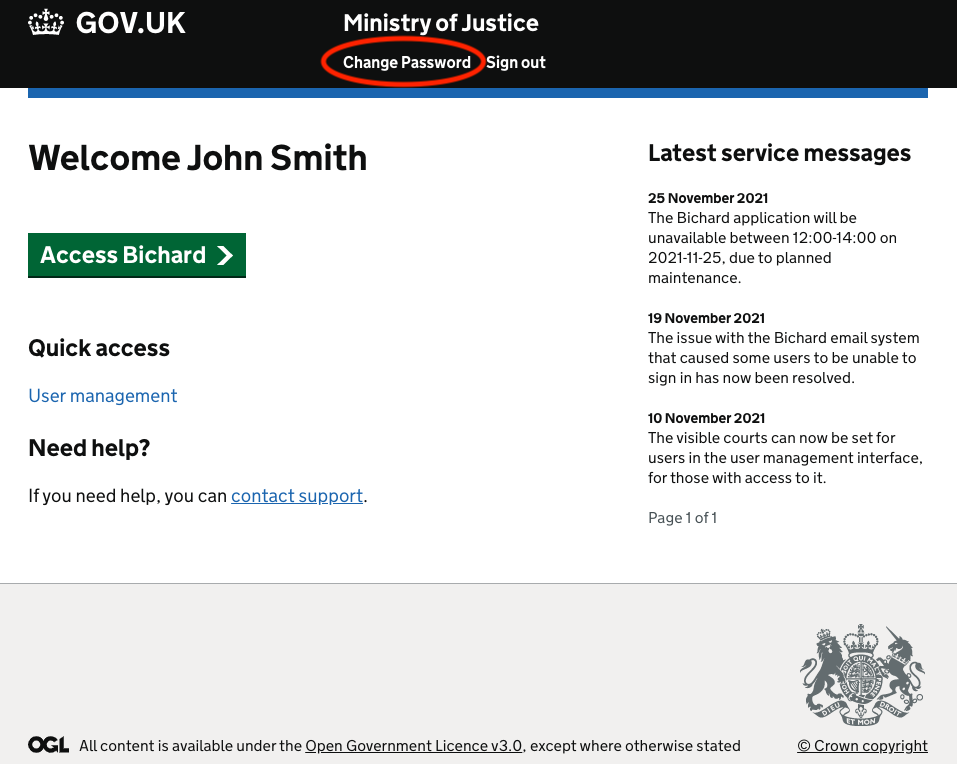 GOV.UK
Ministry of Justice
Change Password Sign out
Welcome John Smith
Access Bichard
Quick access
User management
Need help?
If you need help, you can contact support.
Latest service messages
25 November 2021
The Bichard application will be
unavailable between 12:00-14:00 on
2021-11-25, due to planned
maintenance.
19 November 2021
The issue with the Bichard email system
that caused some users to be unable to
sign in has now been resolved.
10 November 2021
The visible courts can now be set for
users in the user management interface,
for those with access to it.
Page 1 of 1
DIEU ET MON DROIT
OGL All content is available under the Open Government Licence v3.0, except where otherwise stated
© Crown copyright